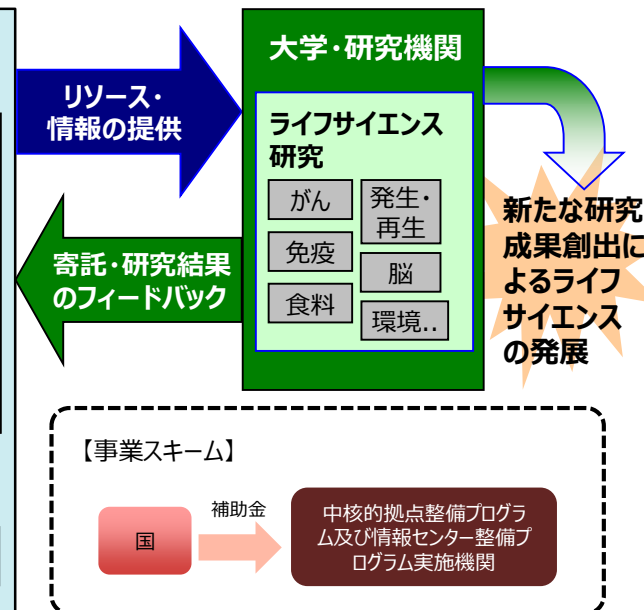 リソース・
情報の提供
寄託・研究結果
のフィードバック
大学・研究機関
ライフサイエンス
研究
がん
免疫
食料
発生・
再生
脳
環境..
新たな研究
成果創出に
よるライフ
サイエンス
の発展
【事業スキーム】
国
補助金
中核的拠点整備プログラ
ム及び情報センター整備プ
ログラム実施機関